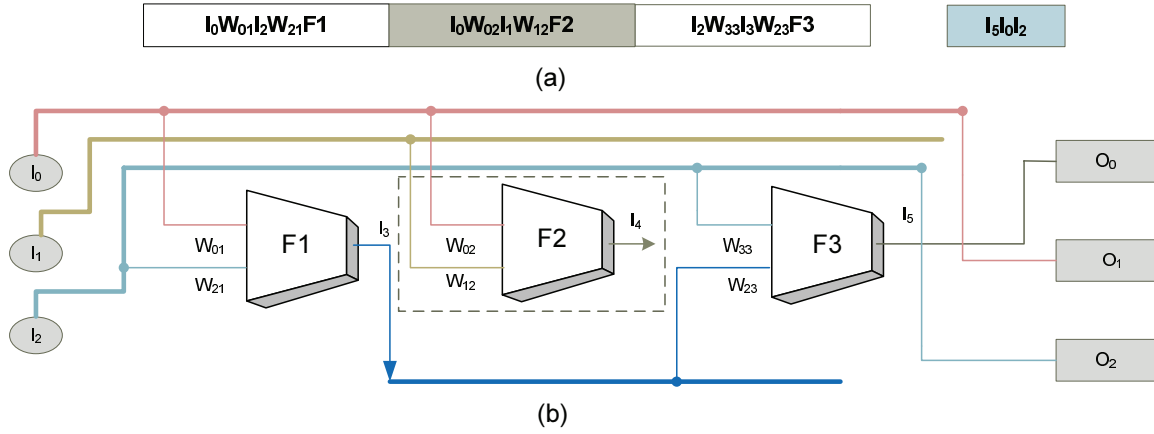 I₀W₀₁I₂W₂₁F1 I₀W₀₂I₁W₁₂F2 I₂W₃₃I₃W₂₃F3 I₅I₀I₂
(a)
I₀
I₁
I₂
W₀₁
W₂₁
F1
I₃
W₀₂
W₁₂
F2
I₄
W₃₃
W₂₃
F3
I₅
O₀
O₁
O₂
(b)